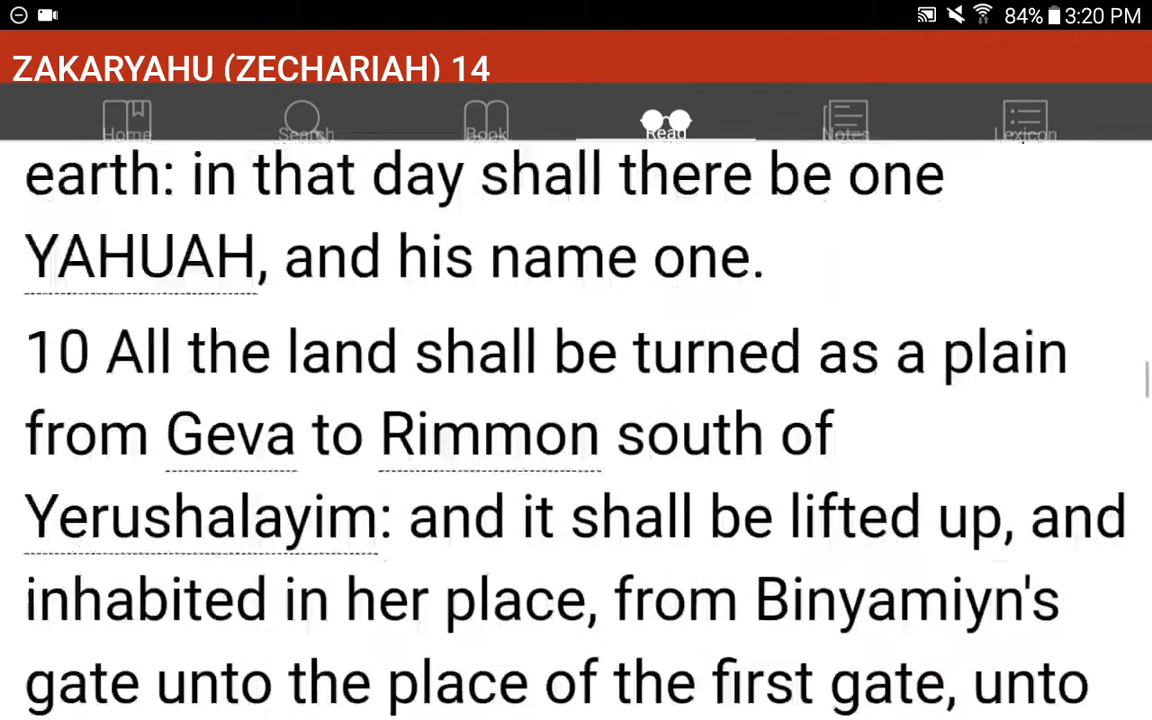 84% 3:20 PM
ZAKARYAHU (ZECHARIAH) 14
Home Search Book Read Notes Lexicon
earth: in that day shall there be one
YAHUAH, and his name one.
10 All the land shall be turned as a plain
from Geva to Rimmon south of
Yerushalayim: and it shall be lifted up, and
inhabited in her place, from Binyamiyn's
gate unto the place of the first gate, unto